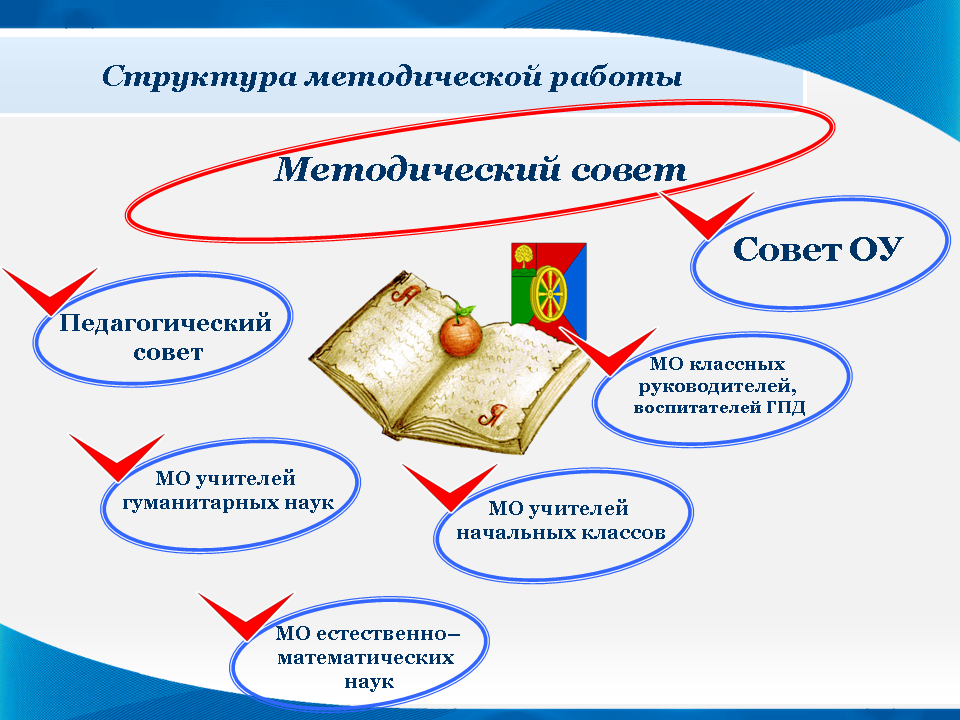 Структура методической работы
Методический совет
Совет ОУ
Педагогический
совет
А
Я
МО классных
руководителей,
воспитателей ГПД
МО учителей
гуманитарных наук
МО учителей
начальных классов
МО естественно–
математических
наук